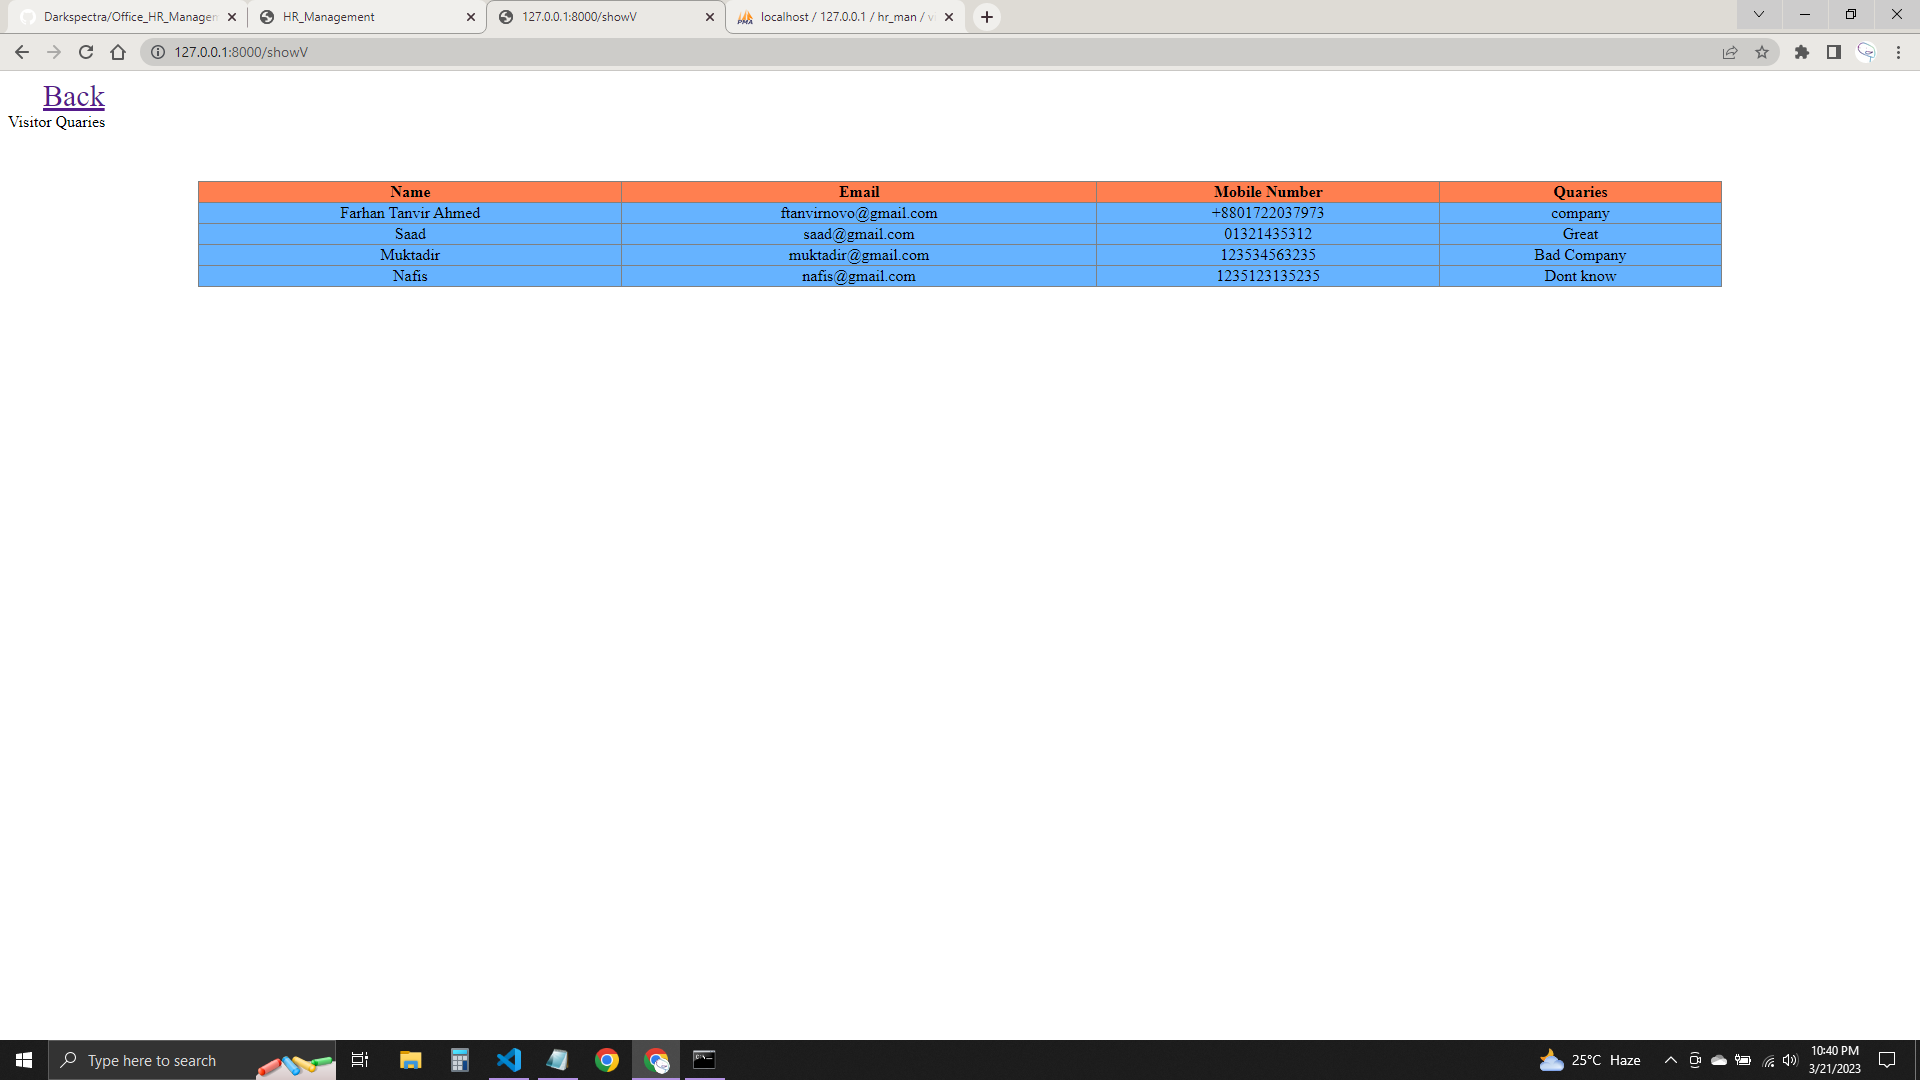 Darkspectra/Office_HR_Managem
HR_Management
127.0.0.1:8000/showV
localhost / 127.0.0.1 / hr_man / vi
127.0.0.1:8000/showV
Back
Visitor Quaries
Name Email Mobile Number Quaries
Farhan Tanvir Ahmed ftanvirnovo@gmail.com +8801722037973 company
Saad saad@gmail.com 01321435312 Great
Muktadir muktadir@gmail.com 123534563235 Bad Company
Nafis nafis@gmail.com 1235123135235 Dont know
Type here to search
25°C Haze
10:40 PM
3/21/2023